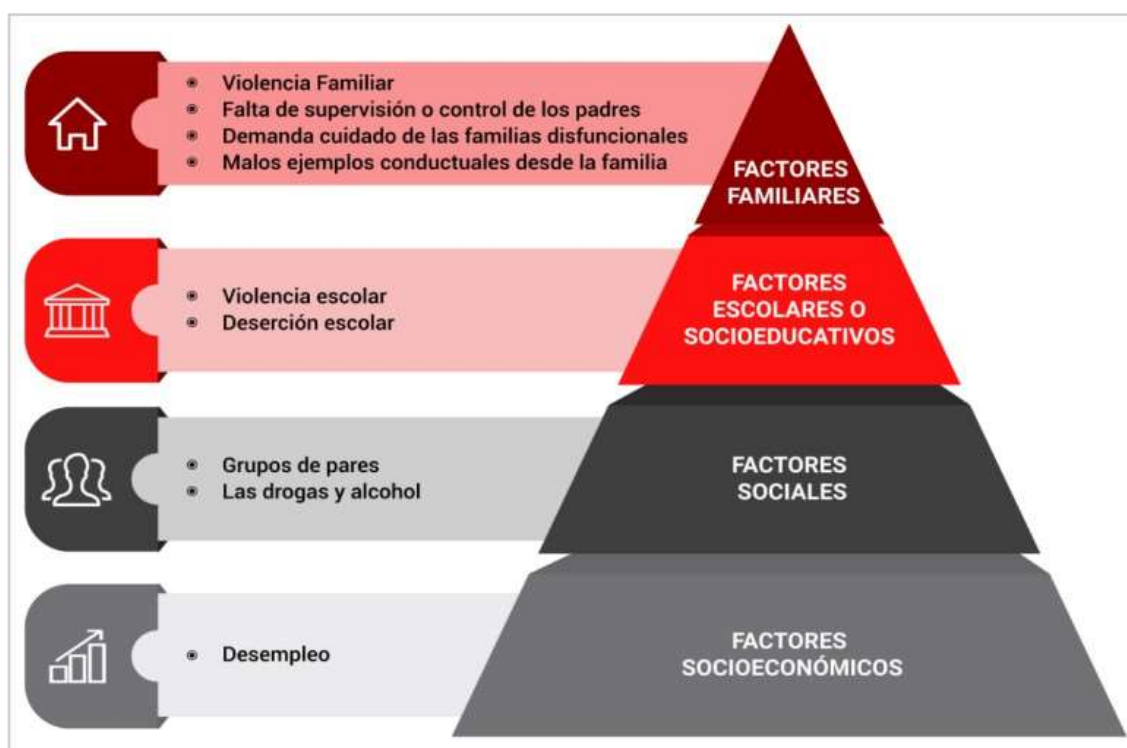 Violencia Familiar
Falta de supervisión o control de los padres
Demanda cuidado de las familias disfuncionales
Malos ejemplos conductuales desde la familia
FACTORES
FAMILIARES
Violencia escolar
Deserción escolar
FACTORES
ESCOLARES O
SOCIOEDUCATIVOS
Grupos de pares
Las drogas y alcohol
FACTORES
SOCIALES
Desempleo
FACTORES
SOCIOECONÓMICOS